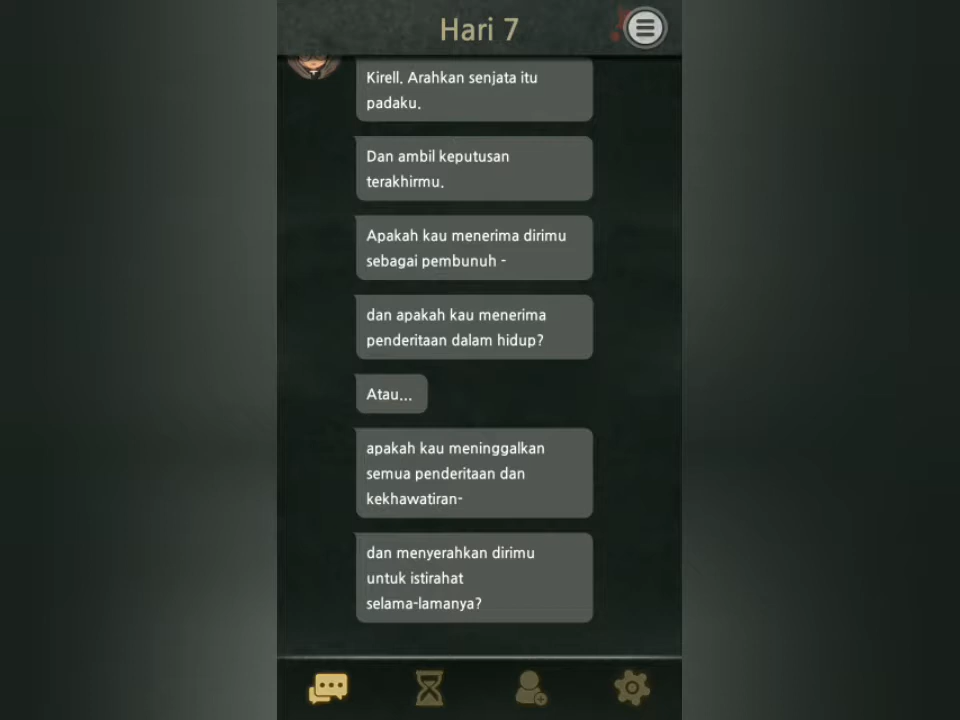 Hari 7
Kirell. Arahkan senjata itu
padaku.
Dan ambil keputusan
terakhirmu.
Apakah kau menerima dirimu
sebagai pembunuh -
dan apakah kau menerima
penderitaan dalam hidup?
Atau...
apakah kau meninggalkan
semua penderitaan dan
kekhawatiran-
dan menyerahkan dirimu
untuk istirahat
selama-lamanya?